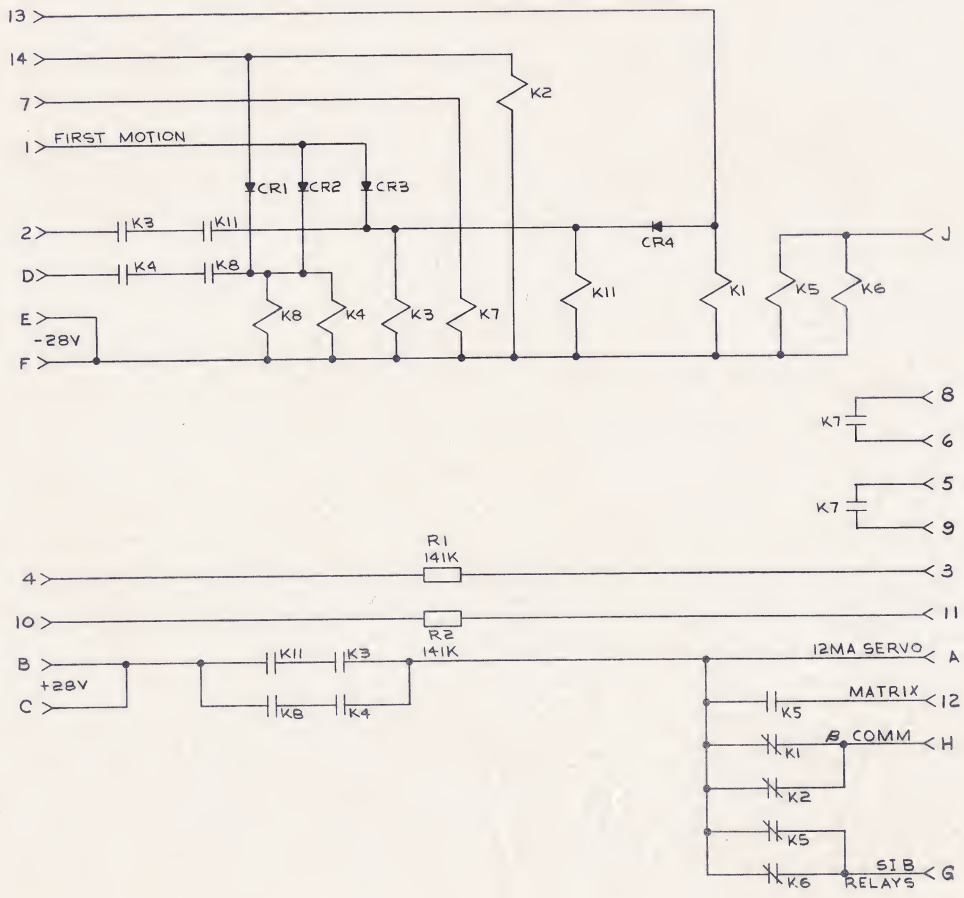 13
14
K2
7
1 FIRST MOTION
CR1 CR2 CR3
2 K3 K11
CR4
J
D K4 K8
K8 K4 K3 K7 K11 K1 K5 K6
E
-28V
F
8
K7
6
5
K7
9
R1
141K
4 3
10 11
R2
141K
B K11 K3 12MA SERVO A
+28V
C K8 K4
MATRIX 12
K5
B COMM H
K1
K2
K5
SIB G
K6 RELAYS